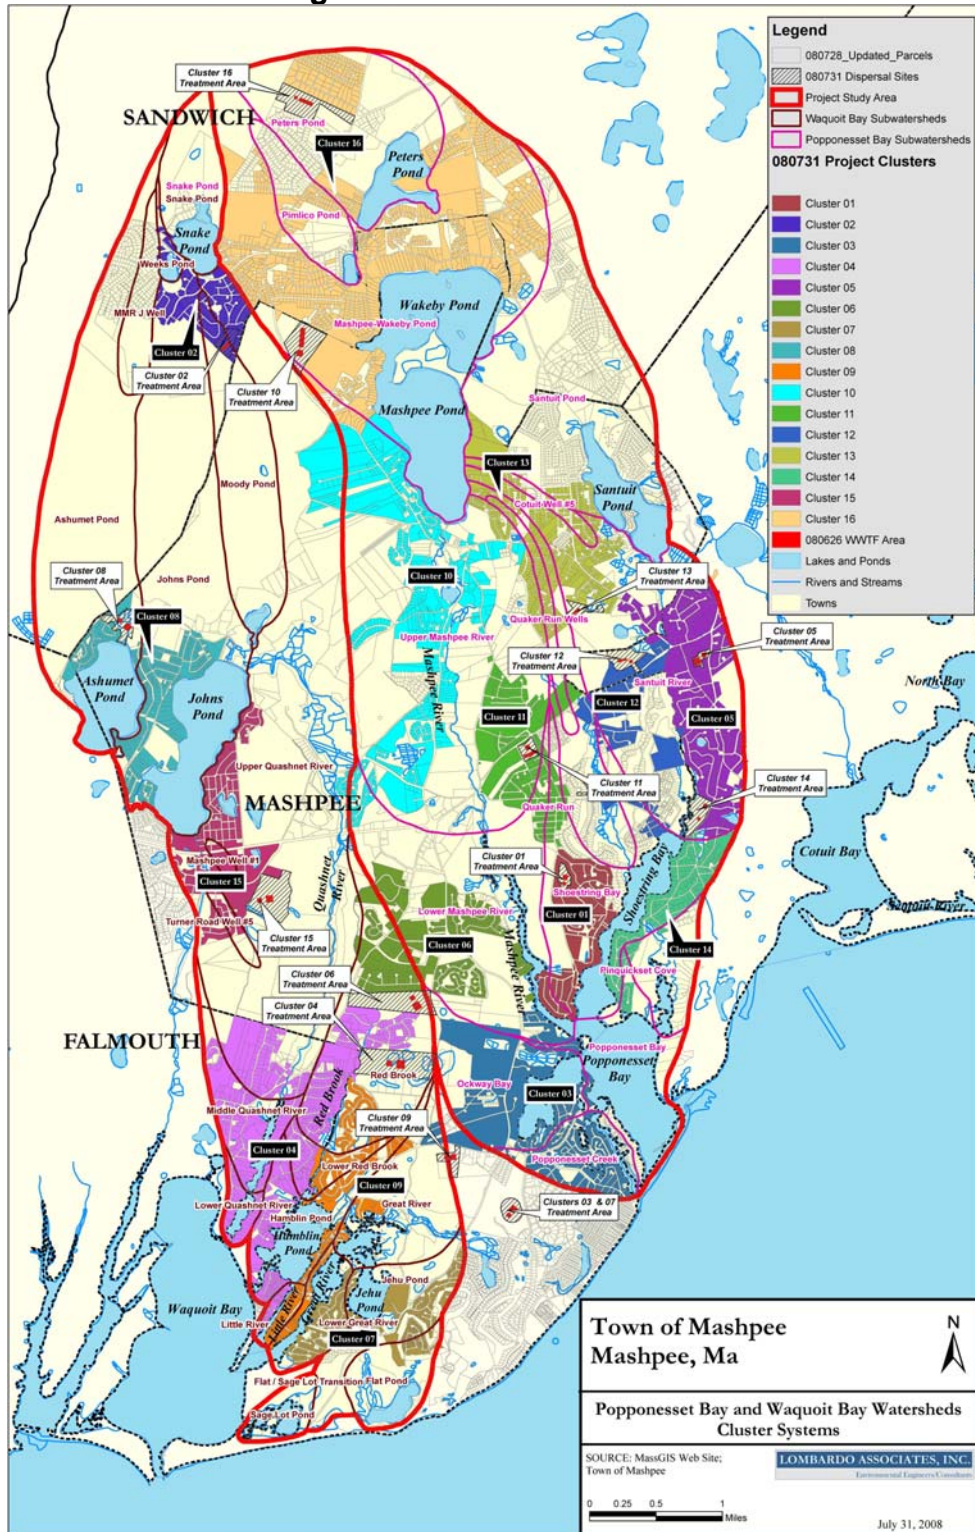 Legend
080728_Updated_Parcels
080731 Dispersal Sites
Project Study Area
Waquoit Bay Subwatersheds
Popponesset Bay Subwatersheds
080731 Project Clusters
Cluster 01
Cluster 02
Cluster 03
Cluster 04
Cluster 05
Cluster 06
Cluster 07
Cluster 08
Cluster 09
Cluster 10
Cluster 11
Cluster 12
Cluster 13
Cluster 14
Cluster 15
Cluster 16
080626 WWTF Area
Lakes and Ponds
Rivers and Streams
Towns
Cluster 16
Treatment Area
SANDWICH
Peters Pond
Cluster 16
Peters
Pond
Snake Pond
Snake Pond
Pimlico Pond
Snake
Pond
Weeks Pond
Wakeby Pond
MMR J Well
Mashpee-Wakeby Pond
Cluster 02
Cluster 02
Treatment Area
Cluster 10
Treatment Area
Santuit Pond
Mashpee Pond
Cluster 13
Moody Pond
Santuit
Pond
Cotuit Well #5
Ashumet Pond
Cluster 08
Treatment Area
Johns Pond
Cluster 10
Cluster 13
Treatment Area
Cluster 08
Quaker Run Wells
Upper Mashpee River
Cluster 05
Treatment Area
Cluster 12
Treatment Area
Mashpee River
Ashumet
Pond
Santuit River
North Bay
Johns
Pond
Cluster 12
Cluster 11
Cluster 05
Upper Quashnet River
Cluster 11
Treatment Area
Cluster 14
Treatment Area
MASHPEE
Quaker Run
Cluster 01
Treatment Area
Mashpee Well #1
Cotuit Bay
Cluster 15
Quashnet
River
Shoestring Bay
Shoestring Bay
Lower Mashpee River
Cluster 01
Turner Road Well #5
Cluster 15
Treatment Area
Cluster 06
Mashpee River
Cluster 14
Cluster 06
Treatment Area
Pinquickset Cove
Cluster 04
Treatment Area
FALMOUTH
Popponesset Bay
Popponesset
Bay
Red Brook
Ockway Bay
Cluster 03
Red Brook
Middle Quashnet River
Cluster 09
Treatment Area
Cluster 04
Popponesset Creek
Lower Red Brook
Cluster 09
Lower Quashnet River
Great River
Clusters 03 & 07
Treatment Area
Hamblin Pond
Hamblin
Pond
Jehu Pond
Great River
Jehu
Pond
Waquoit Bay
Little River
Little River
Lower Great River
Cluster 07
Flat / Sage Lot Transition Flat Pond
Sage Lot Pond
Town of Mashpee
Mashpee, Ma
N
Popponesset Bay and Waquoit Bay Watersheds
Cluster Systems
SOURCE: MassGIS Web Site;
Town of Mashpee
LOMBARDO ASSOCIATES, INC.
Environmental Engineers/Consultants
0 0.25 0.5 1
Miles
July 31, 2008